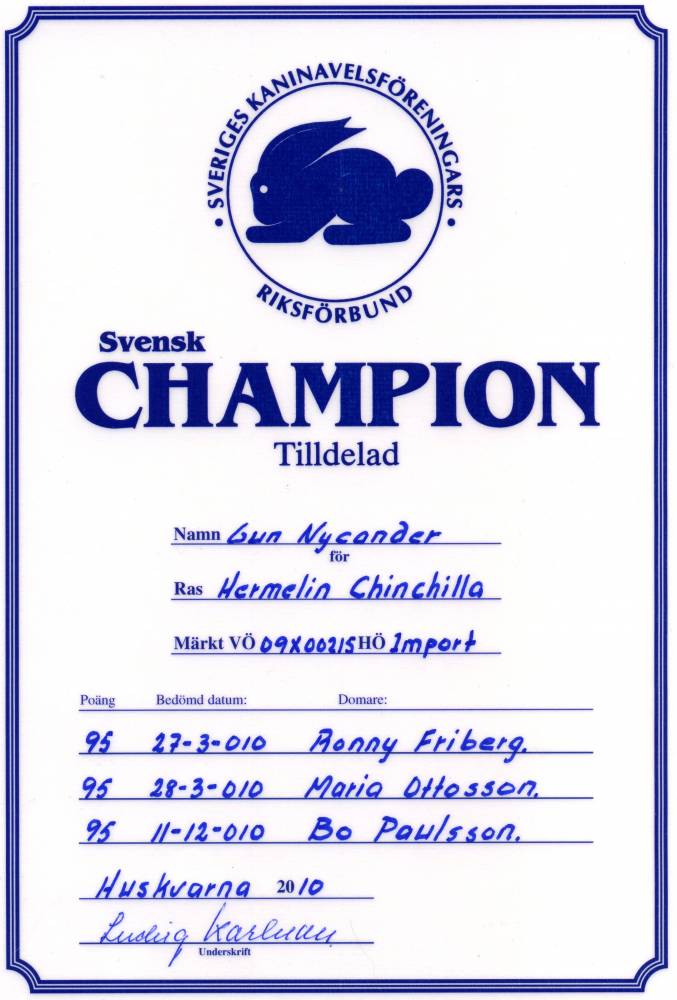 · SVERIGES KANINAVELSFÖRENINGARS ·
RIKSFÖRBUND
Svensk
CHAMPION
Tilldelad
Namn Gun Nycander
för
Ras Hermelin Chinchilla
Märkt VÖ 09X00215 HÖ Import
Poäng Bedömd datum: Domare:
95 27-3-010 Ronny Friberg.
95 28-3-010 Maria Ottosson.
95 11-12-010 Bo Paulsson.
Huskvarna 2010
Ludvig Karlman
Underskrift